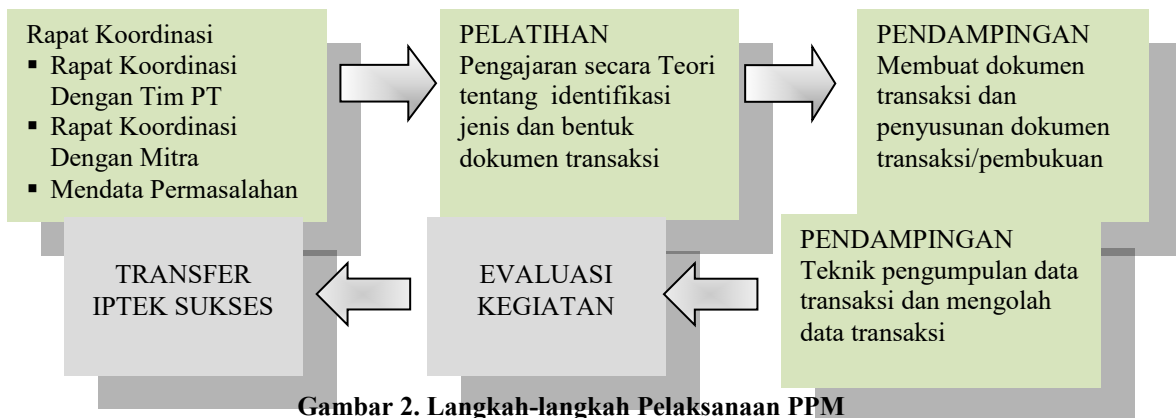 Rapat Koordinasi
▪ Rapat Koordinasi
Dengan Tim PT
▪ Rapat Koordinasi
Dengan Mitra
▪ Mendata Permasalahan
PELATIHAN
Pengajaran secara Teori
tentang identifikasi
jenis dan bentuk
dokumen transaksi
PENDAMPINGAN
Membuat dokumen
transaksi dan
penyusunan dokumen
transaksi/pembukuan
PENDAMPINGAN
Teknik pengumpulan data
transaksi dan mengolah
data transaksi
EVALUASI
KEGIATAN
TRANSFER
IPTEK SUKSES
Gambar 2. Langkah-langkah Pelaksanaan PPM